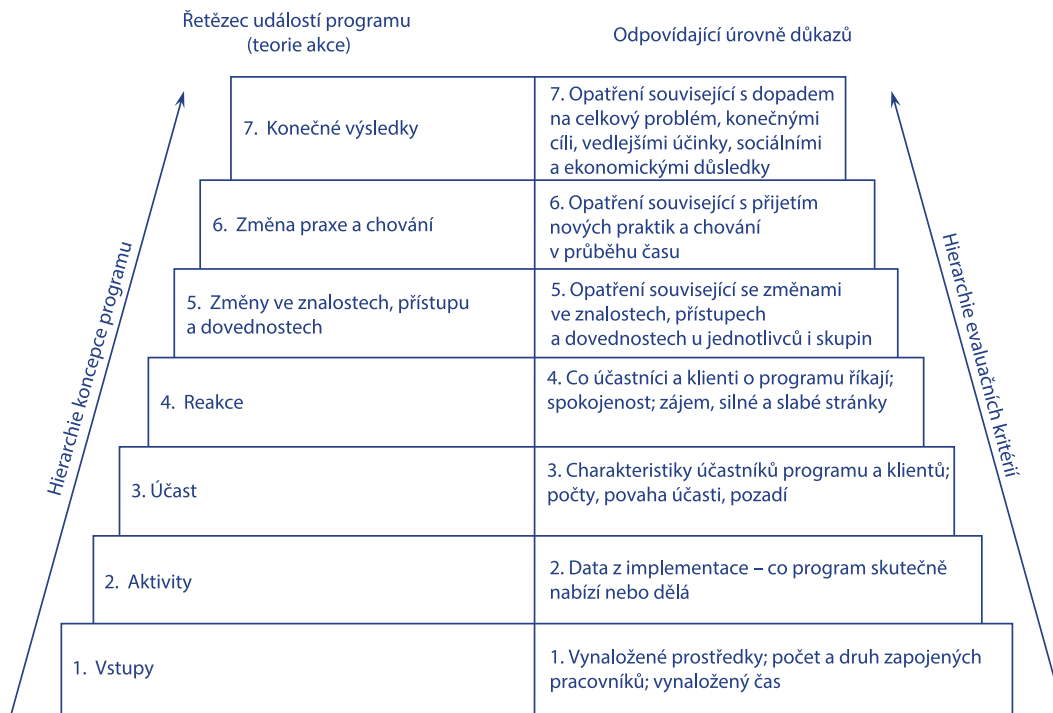 Řetězec událostí programu
(teorie akce)
Odpovídající úrovně důkazů
7. Konečné výsledky
7. Opatření související s dopadem
na celkový problém, konečnými
cíli, vedlejšími účinky, sociálními
a ekonomickými důsledky
6. Změna praxe a chování
6. Opatření související s přijetím
nových praktik a chování
v průběhu času
5. Změny ve znalostech, přístupu
a dovednostech
5. Opatření související se změnami
ve znalostech, přístupech
a dovednostech u jednotlivců i skupin
4. Reakce
4. Co účastníci a klienti o programu říkají;
spokojenost; zájem, silné a slabé stránky
3. Účast
3. Charakteristiky účastníků programu a klientů;
počty, povaha účasti, pozadí
2. Aktivity
2. Data z implementace – co program skutečně
nabízí nebo dělá
1. Vstupy
1. Vynaložené prostředky; počet a druh zapojených
pracovníků; vynaložený čas
Hierarchie koncepce programu
Hierarchie evaluačních kritérií